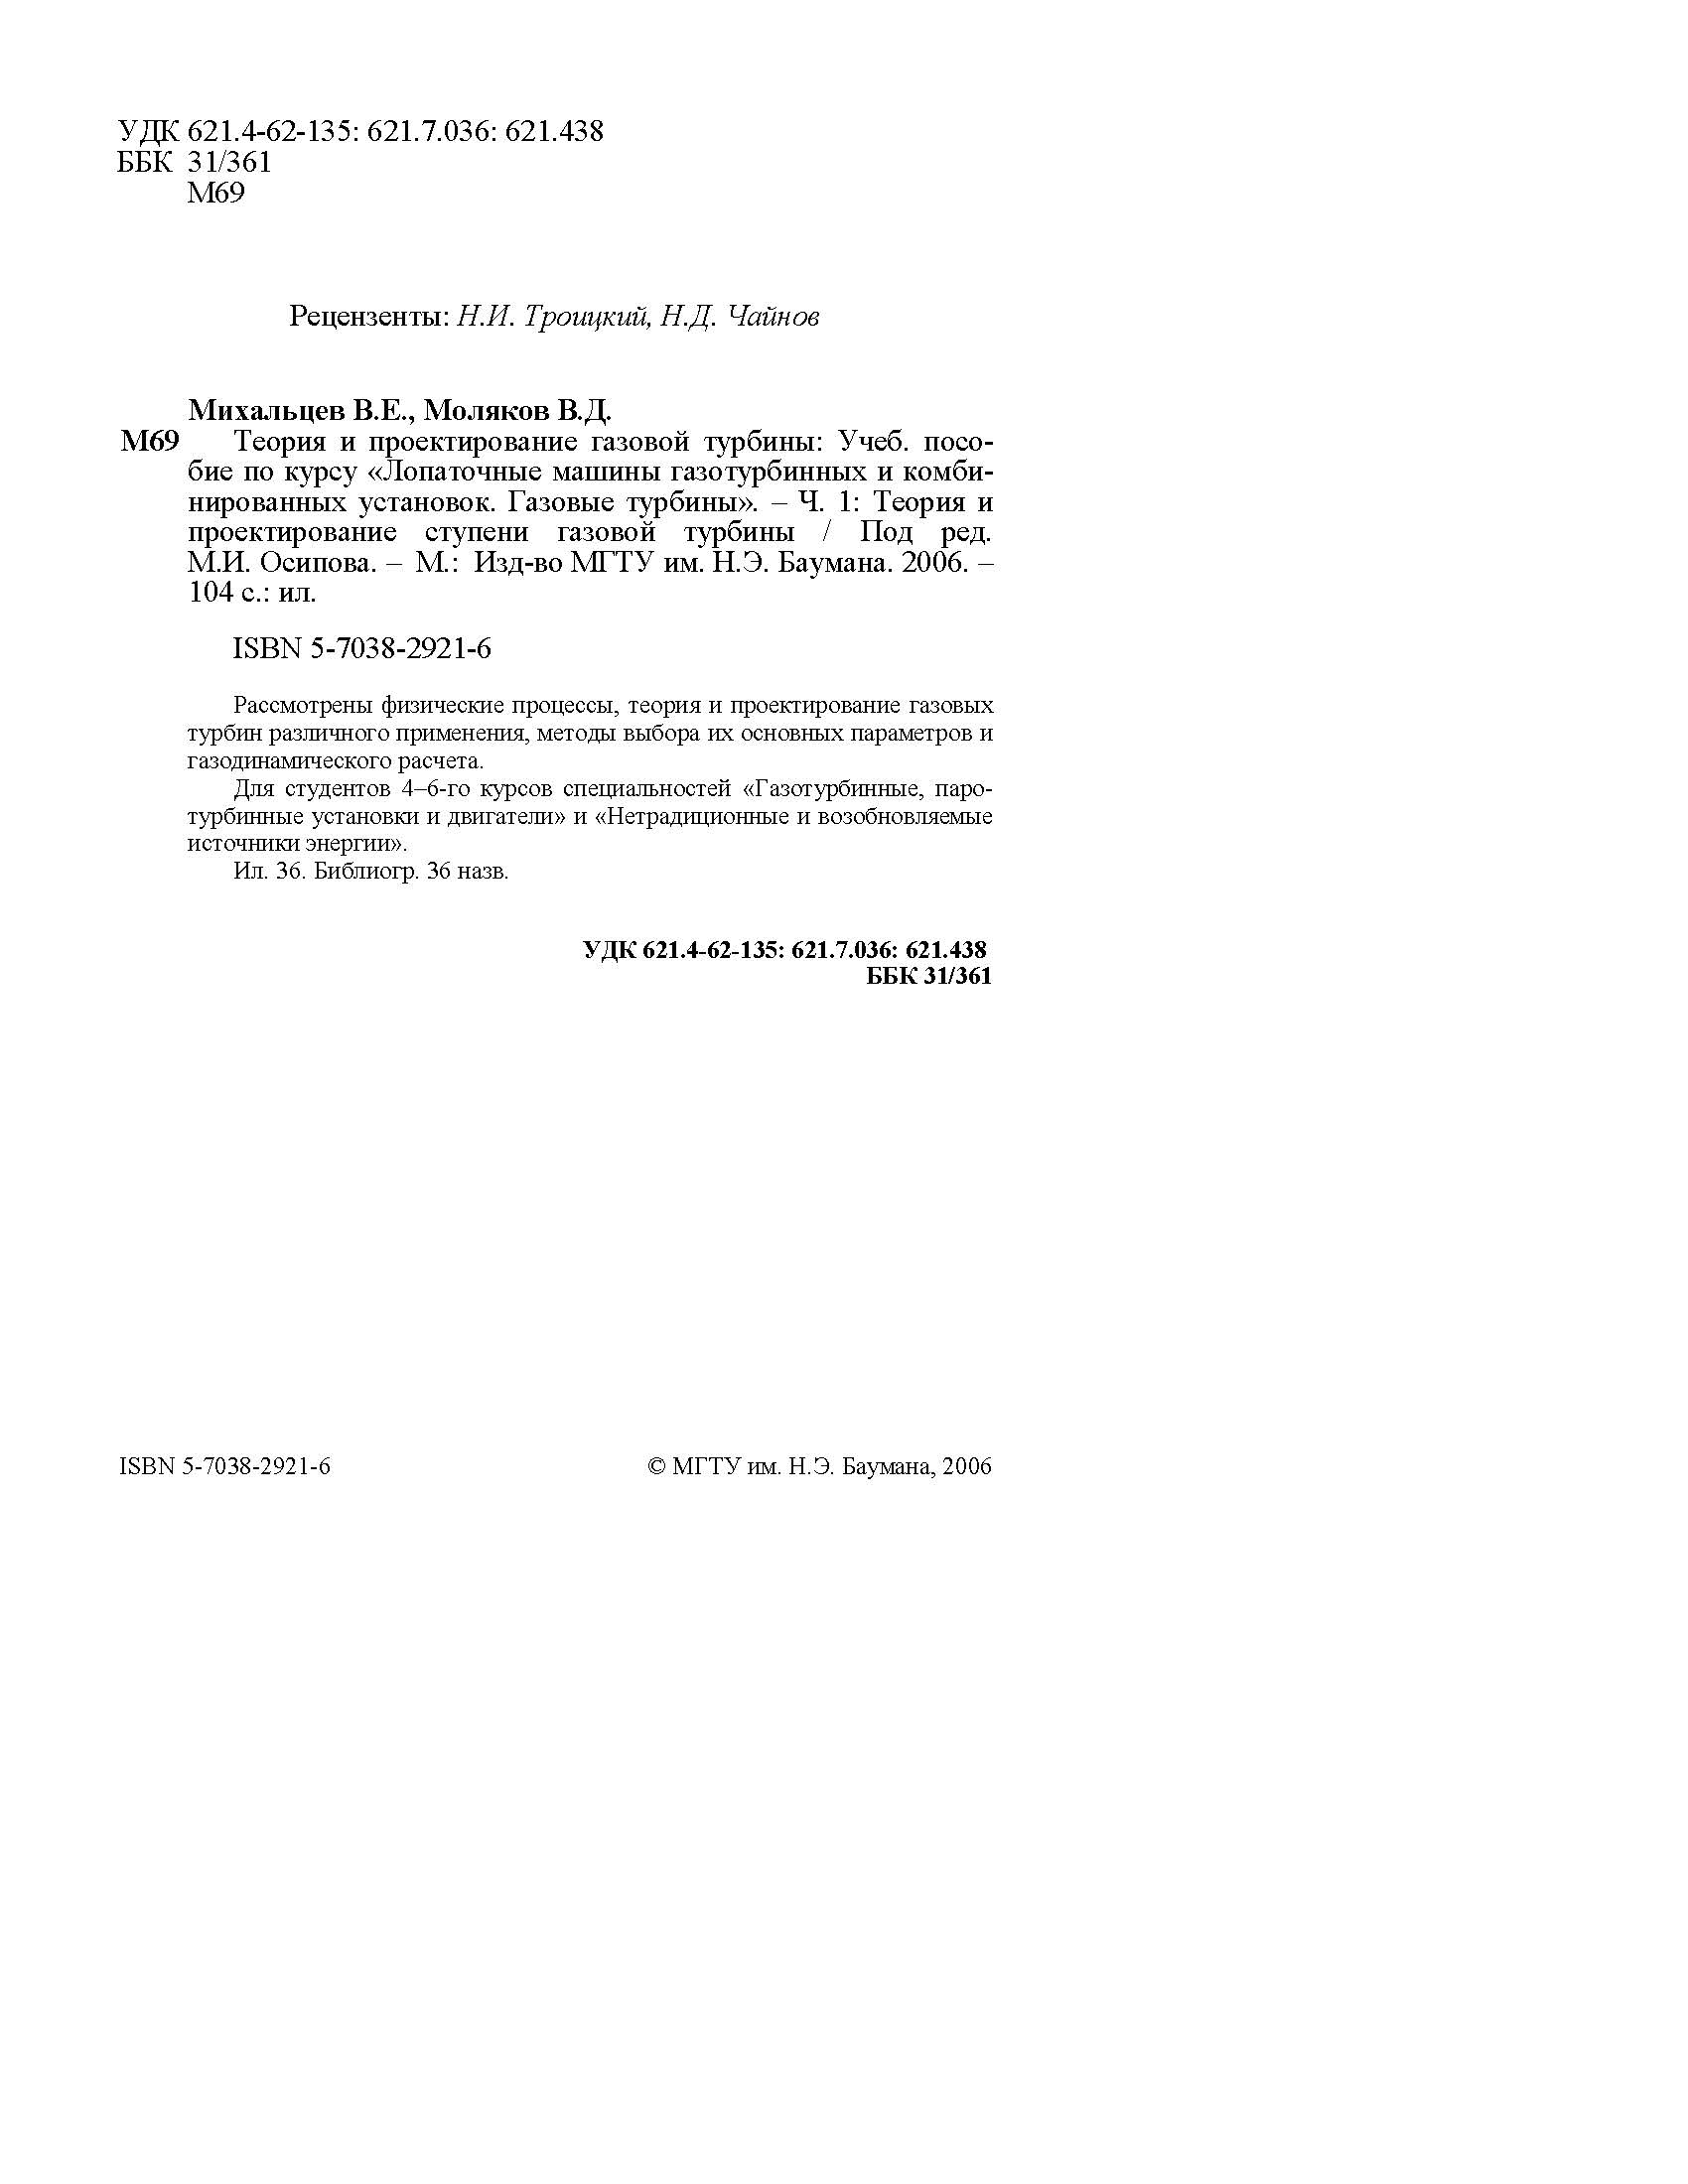 УДК 621.4-62-135: 621.7.036: 621.438
ББК 31/361
М69
Рецензенты: Н.И. Троицкий, Н.Д. Чайнов
Михальцев В.Е., Моляков В.Д.
М69 Теория и проектирование газовой турбины: Учеб. посо-
бие по курсу «Лопаточные машины газотурбинных и комби-
нированных установок. Газовые турбины». – Ч. 1: Теория и
проектирование ступени газовой турбины / Под ред.
М.И. Осипова. – М.: Изд-во МГТУ им. Н.Э. Баумана. 2006. –
104 с.: ил.
ISBN 5-7038-2921-6
Рассмотрены физические процессы, теория и проектирование газовых
турбин различного применения, методы выбора их основных параметров и
газодинамического расчета.
Для студентов 4–6-го курсов специальностей «Газотурбинные, паро-
турбинные установки и двигатели» и «Нетрадиционные и возобновляемые
источники энергии».
Ил. 36. Библиогр. 36 назв.
УДК 621.4-62-135: 621.7.036: 621.438
ББК 31/361
ISBN 5-7038-2921-6 © МГТУ им. Н.Э. Баумана, 2006